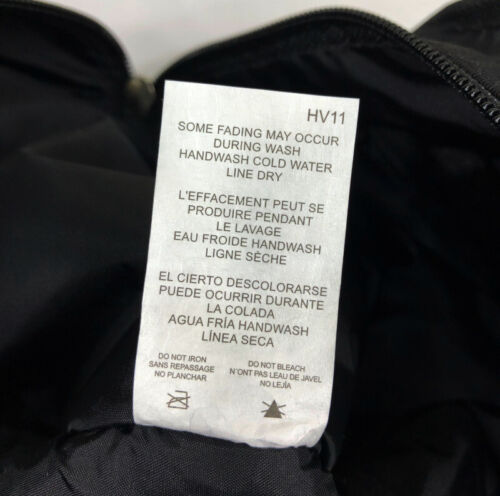 HV11
SOME FADING MAY OCCUR
DURING WASH
HANDWASH COLD WATER
LINE DRY
L'EFFACEMENT PEUT SE
PRODUIRE PENDANT
LE LAVAGE
EAU FROIDE HANDWASH
LIGNE SÈCHE
EL CIERTO DESCOLORARSE
PUEDE OCURRIR DURANTE
LA COLADA
AGUA FRÍA HANDWASH
LÍNEA SECA
DO NOT IRON
SANS REPASSAGE
NO PLANCHAR
DO NOT BLEACH
N'ONT PAS LEAU DE JAVEL
NO LEJÍA